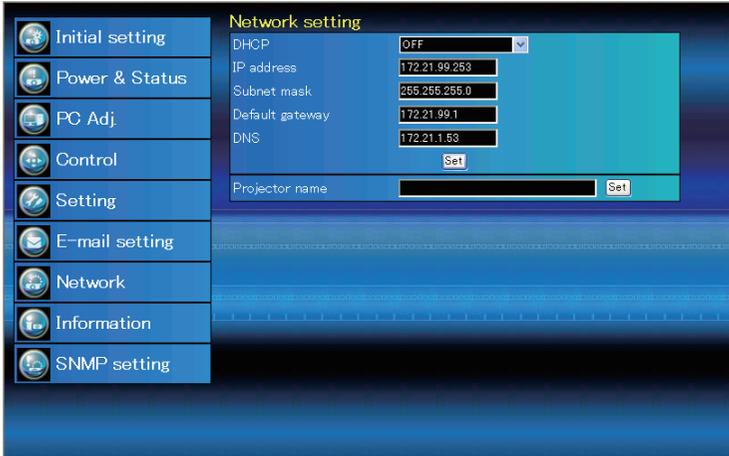 Initial setting
Power & Status
PC Adj.
Control
Setting
E-mail setting
Network
Information
SNMP setting
Network setting
DHCP OFF
IP address 172.21.99.253
Subnet mask 255.255.255.0
Default gateway 172.21.99.1
DNS 172.21.1.53
Set
Projector name Set